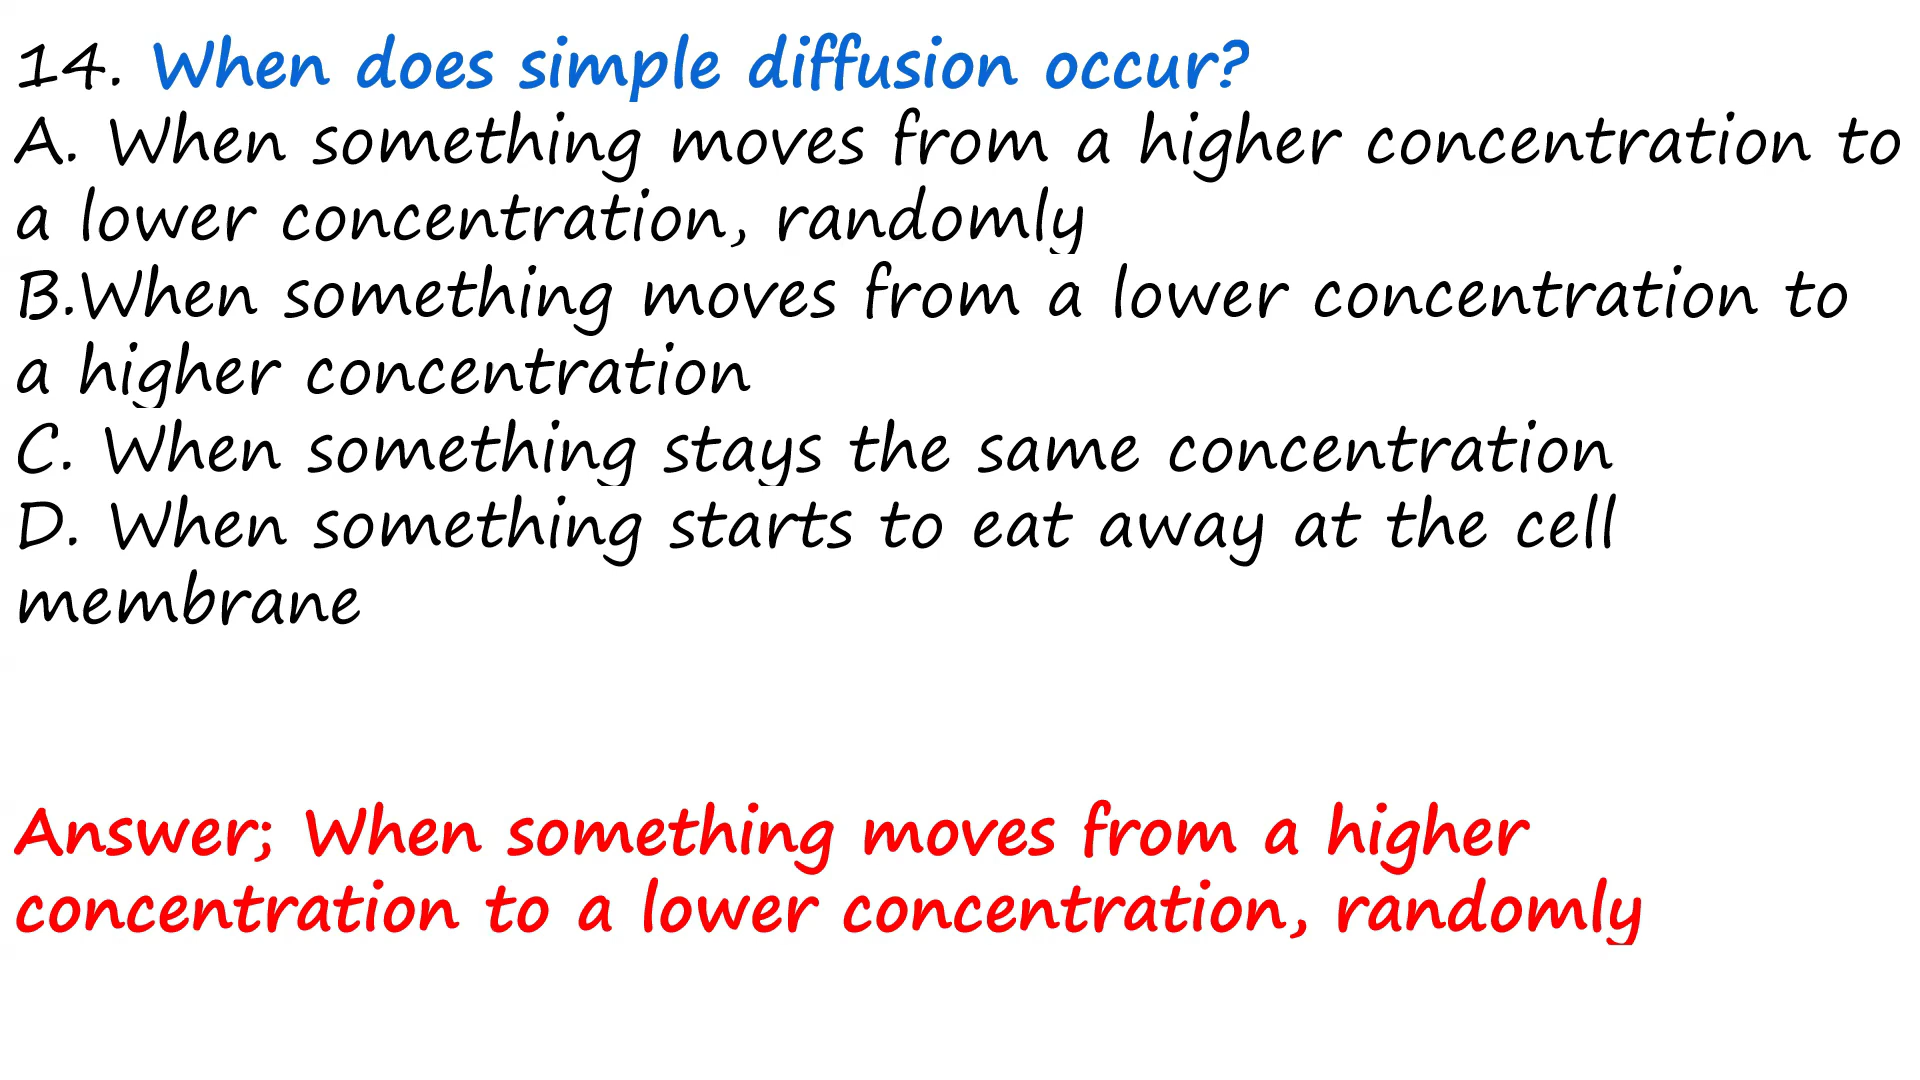 14. When does simple diffusion occur?
A. When something moves from a higher concentration to
a lower concentration, randomly
B.When something moves from a lower concentration to
a higher concentration
C. When something stays the same concentration
D. When something starts to eat away at the cell
membrane
Answer; When something moves from a higher
concentration to a lower concentration, randomly